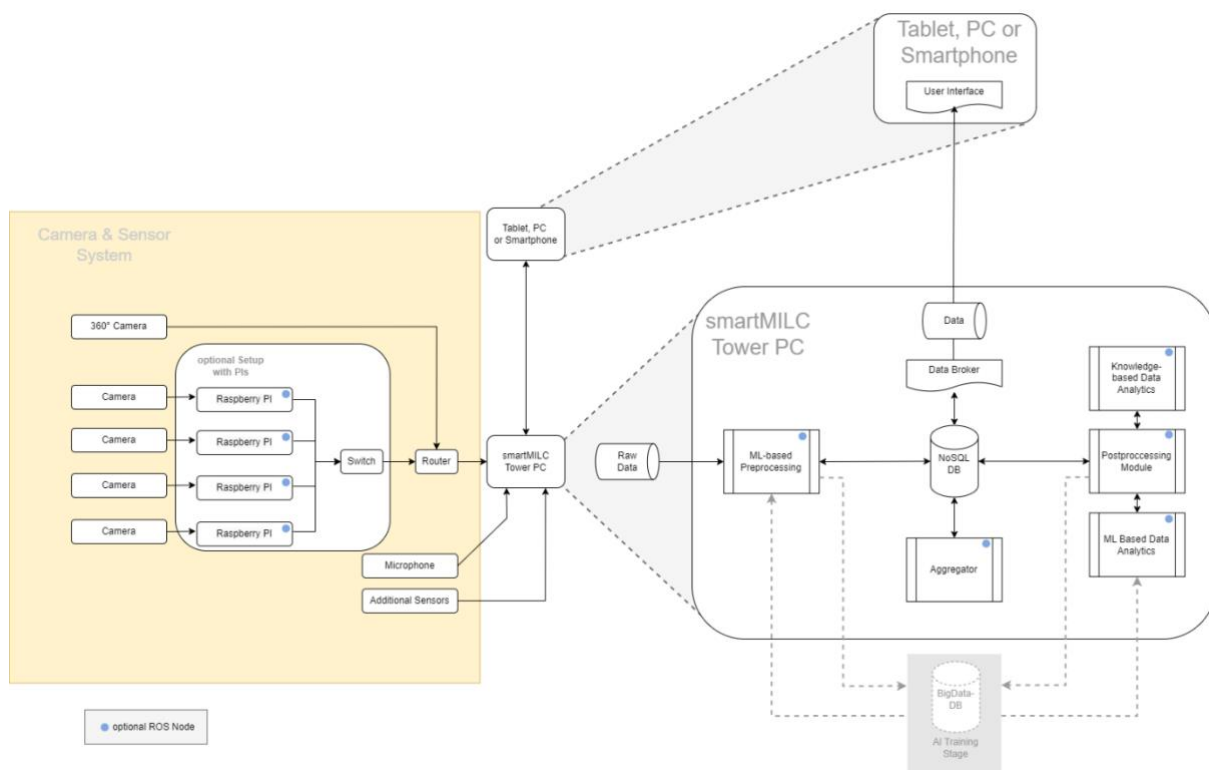 Tablet, PC or
Smartphone
User Interface
Camera & Sensor
System
Tablet, PC
or Smartphone
360° Camera
optional Setup
with PIs
Camera
Raspberry PI
Camera
Raspberry PI
Camera
Raspberry PI
Camera
Raspberry PI
Switch
Router
smartMILC
Tower PC
Microphone
Additional Sensors
smartMILC
Tower PC
Data
Data Broker
Raw
Data
ML-based
Preprocessing
NoSQL
DB
Aggregator
Knowledge-
based Data
Analytics
Postproccessing
Module
ML Based Data
Analytics
BigData-
DB
AI Training
Stage
optional ROS Node